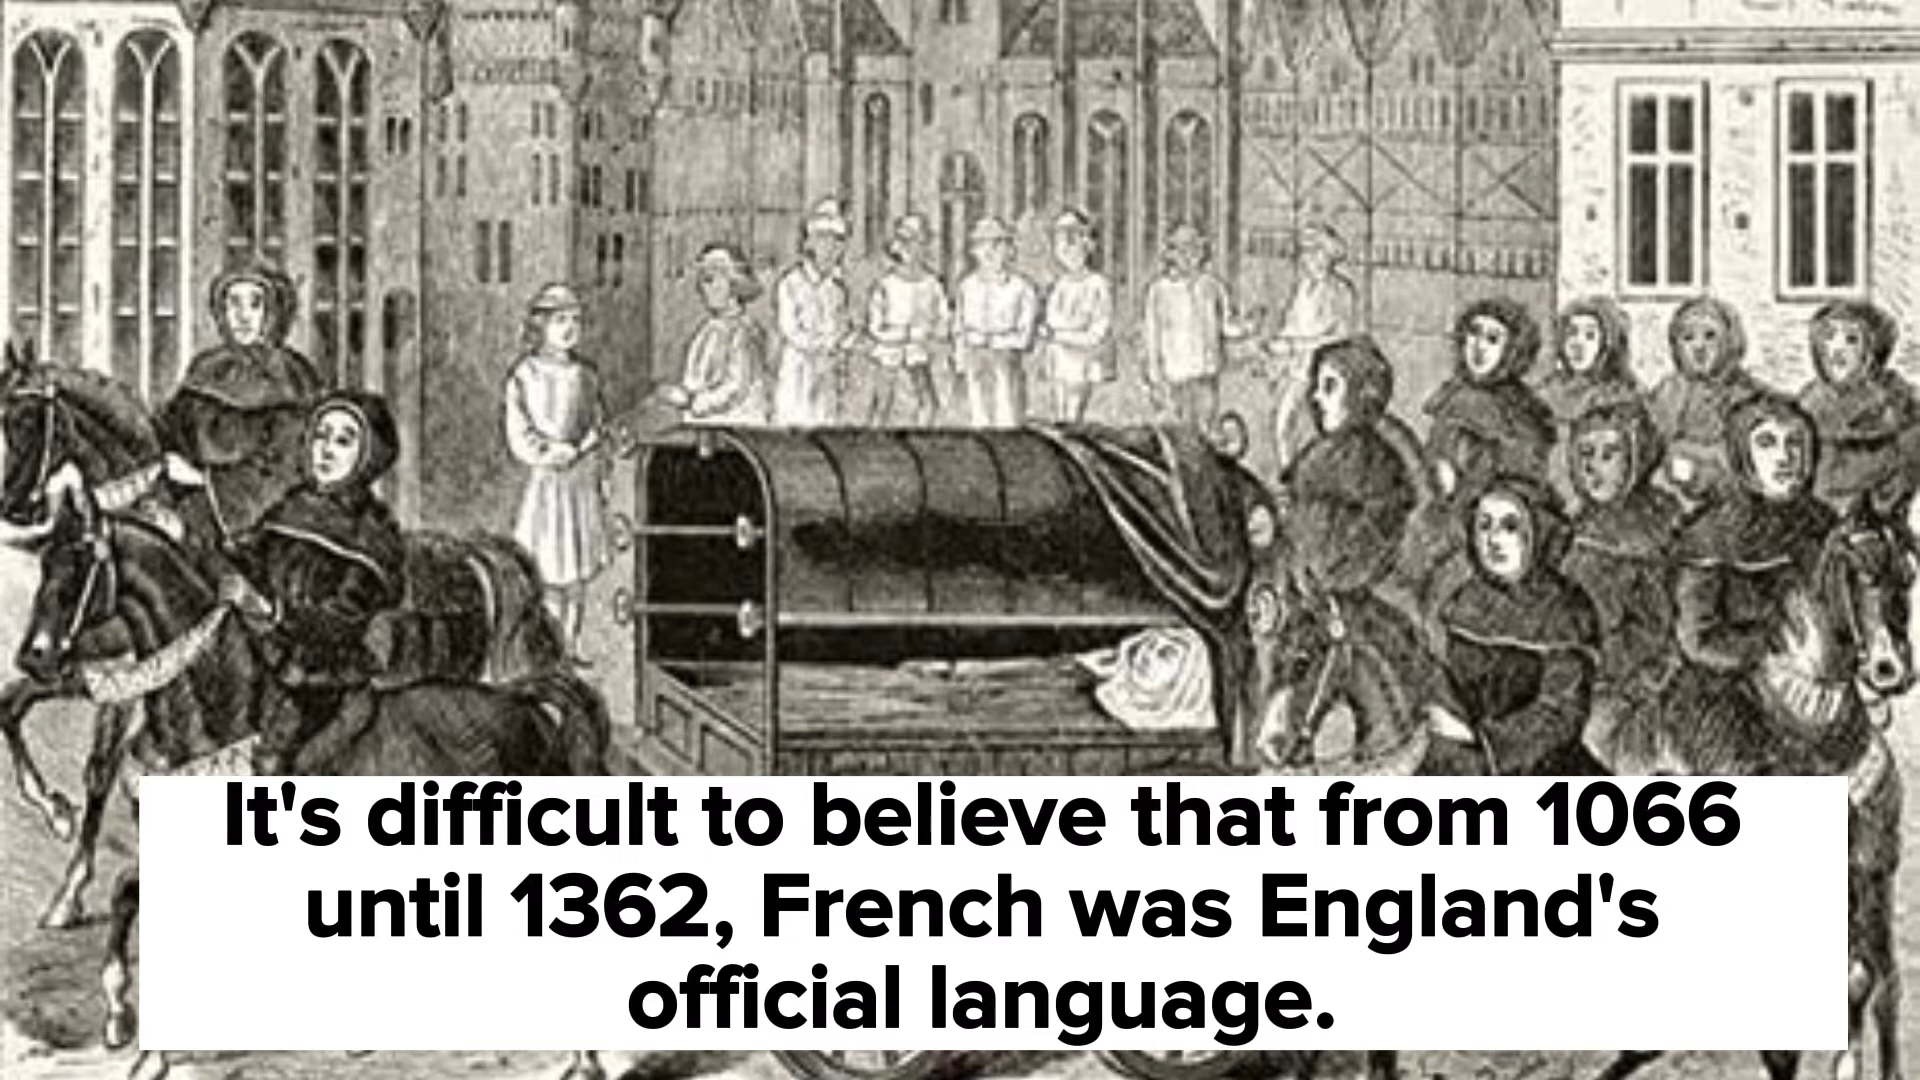 It's difficult to believe that from 1066
until 1362, French was England's
official language.